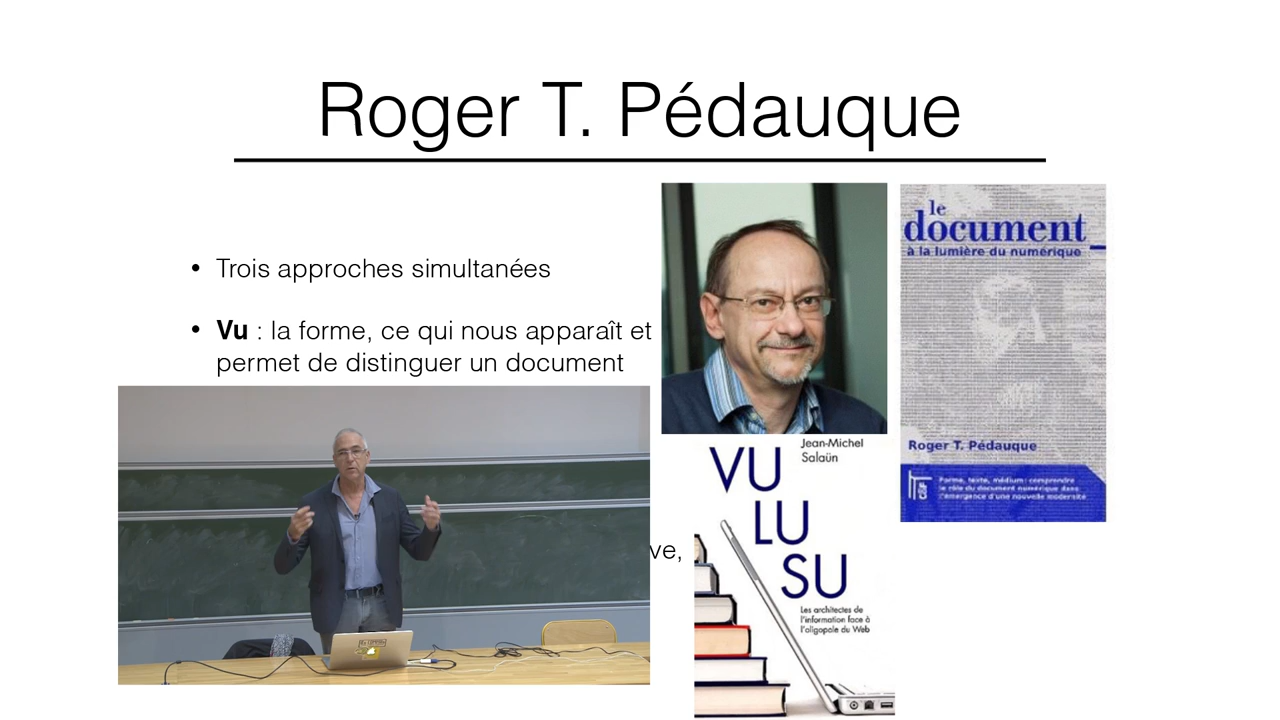 Roger T. Pédauque
• Trois approches simultanées
• Vu : la forme, ce qui nous apparaît et
permet de distinguer un document
ve,
le
document
à la lumière du numérique
Roger T. Pédauque
Forme, texte, médium : comprendre
le rôle du document numérique dans
l'émergence d'une nouvelle modernité
Jean-Michel
Salaün
VU
LU
SU
Les architectes de
l'information face à
l'oligopole du Web